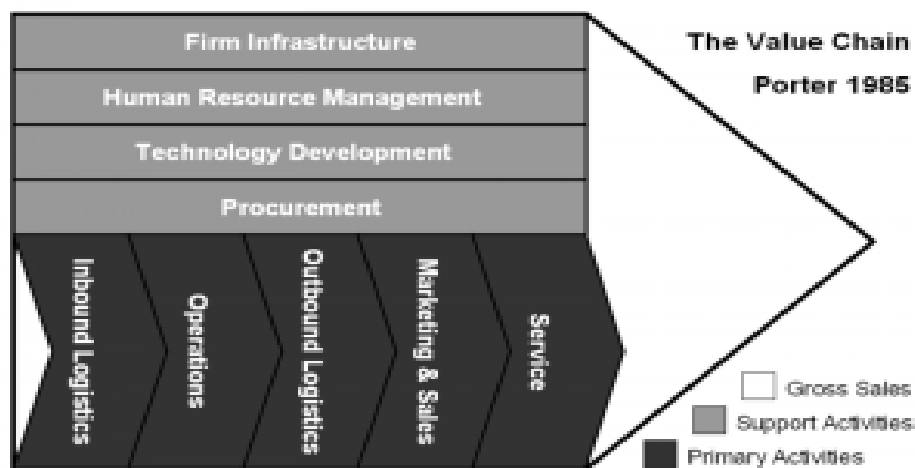 Firm Infrastructure
Human Resource Management
Technology Development
Procurement
Inbound Logistics
Operations
Outbound Logistics
Marketing & Sales
Service
The Value Chain
Porter 1985
Gross Sales
Support Activities
Primary Activities